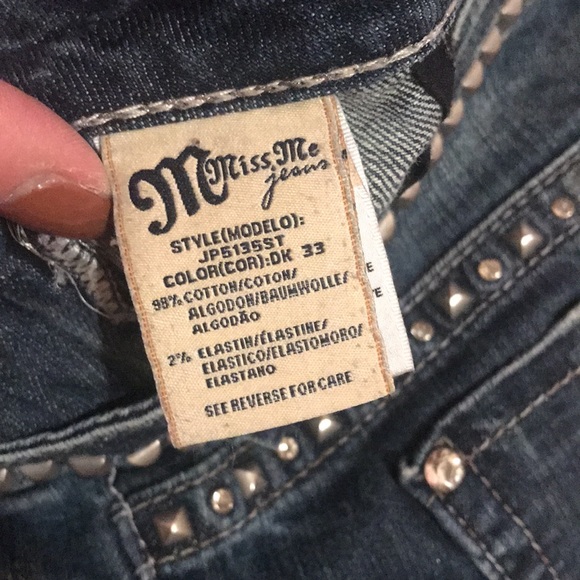 M Miss Me
jeans
STYLE(MODELO):
JP5135ST
COLOR(COR):DK 33
98% COTTON/COTON/
ALGODON/BAUMWOLLE/
ALGODÃO
2% ELASTIN/ÉLASTINE/
ELASTICO/ELASTOMORO/
ELASTANO
SEE REVERSE FOR CARE